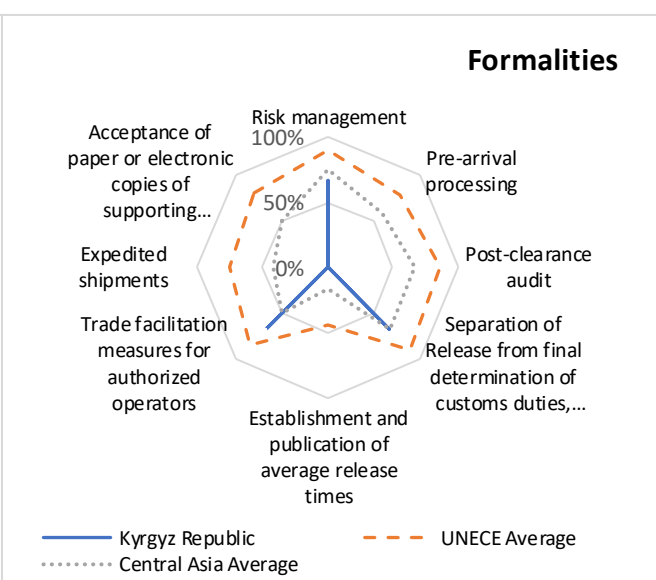 Formalities
Risk management
100%
50%
0%
Pre-arrival
processing
Post-clearance
audit
Separation of
Release from final
determination of
customs duties,...
Establishment and
publication of
average release
times
Trade facilitation
measures for
authorized
operators
Expedited
shipments
Acceptance of
paper or electronic
copies of
supporting...
Kyrgyz Republic
UNECE Average
Central Asia Average